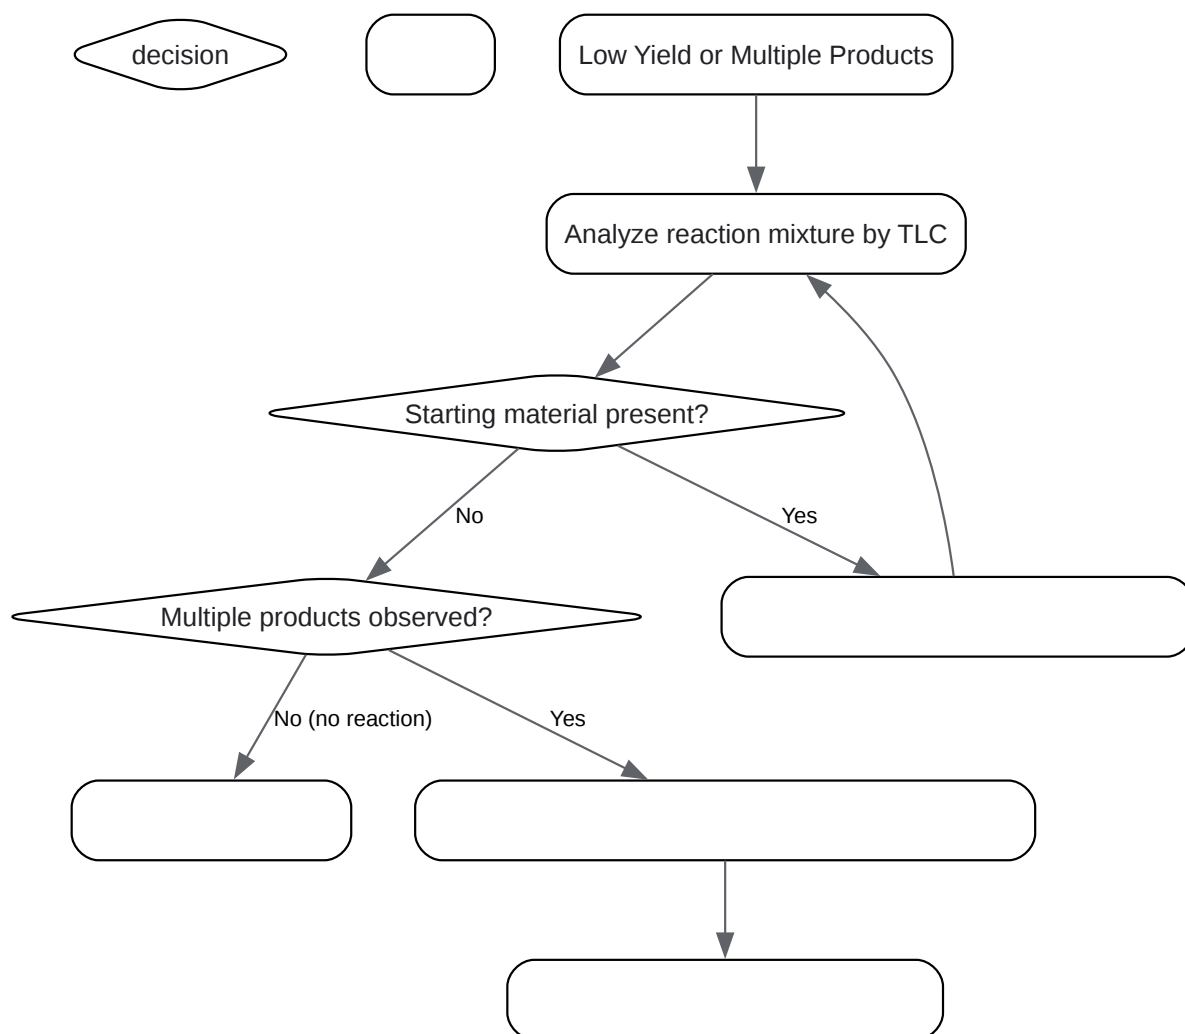 decision
Low Yield or Multiple Products
Analyze reaction mixture by TLC
Starting material present?
No
Yes
Multiple products observed?
No (no reaction)
Yes